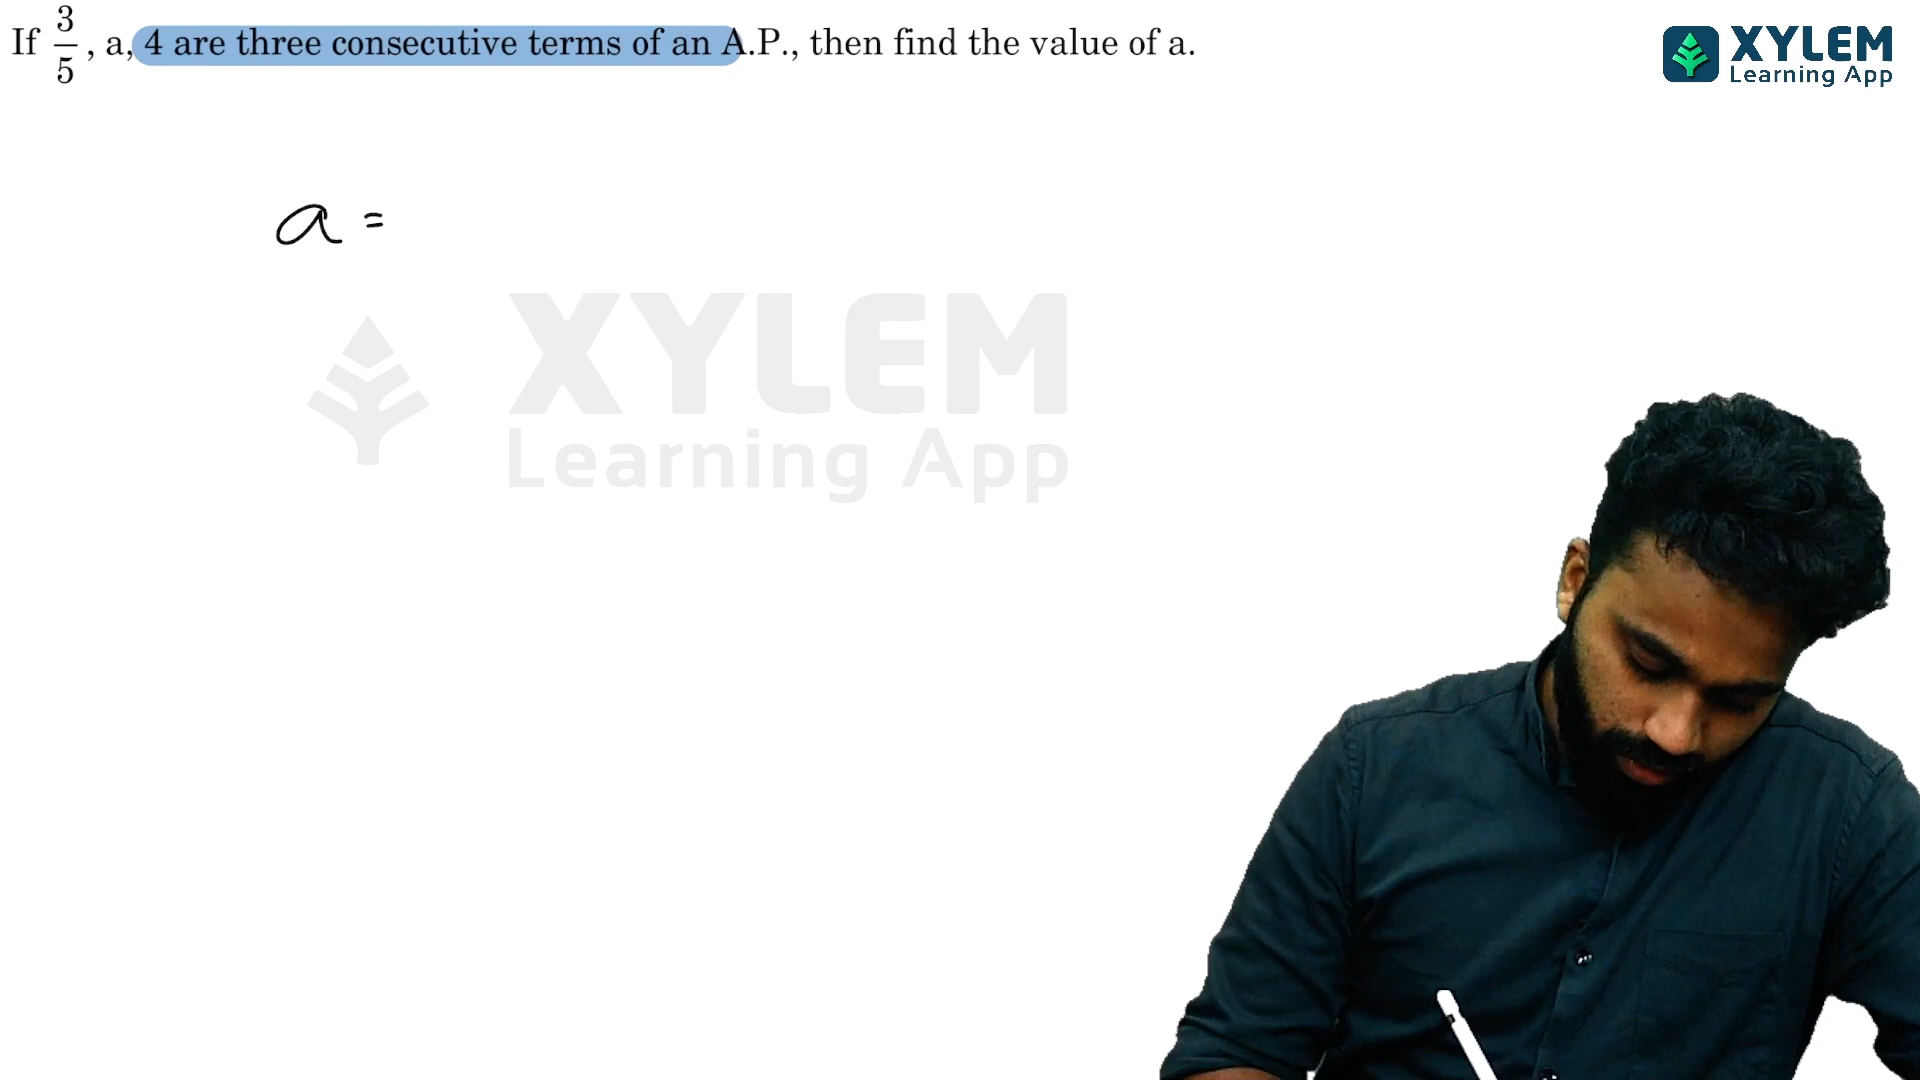 If 3/5, a, 4 are three consecutive terms of an A.P., then find the value of a.
XYLEM
Learning App
a =
XYLEM
Learning App